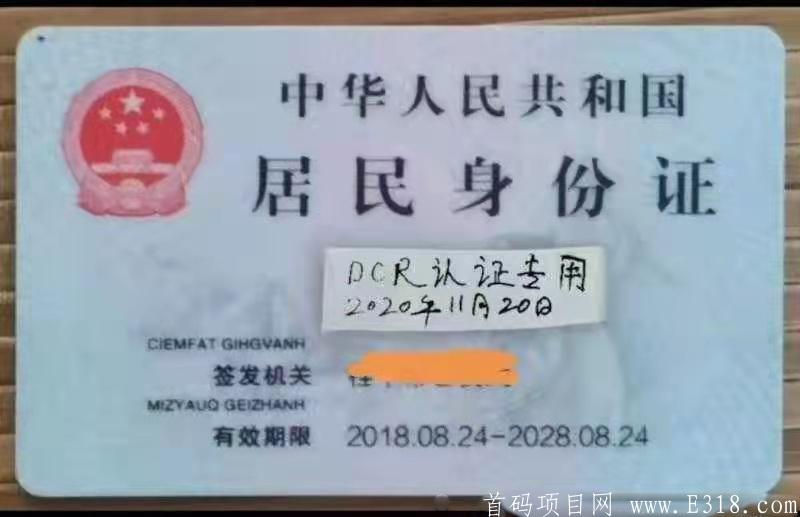 中华人民共和国
居民身份证
DCR认证专用
2020年11月20日
CIEMFAT GIHGVANH
签发机关
MIZYAUQ GEIZHANH
有效期限 2018.08.24-2028.08.24
首码项目网 www.E318.com